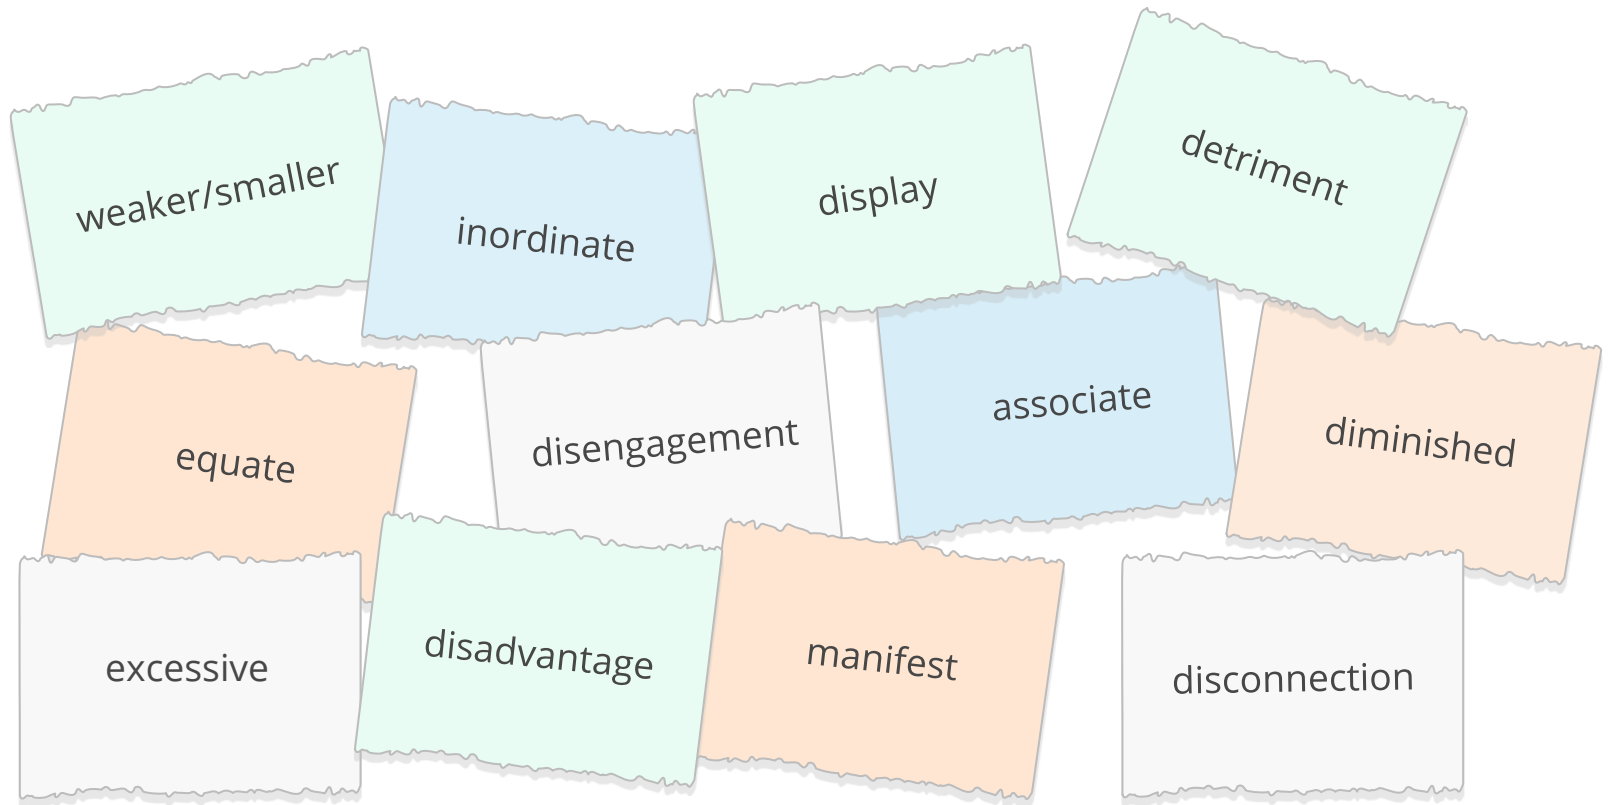 weaker/smaller
inordinate
display
detriment
equate
disengagement
associate
diminished
excessive
disadvantage
manifest
disconnection